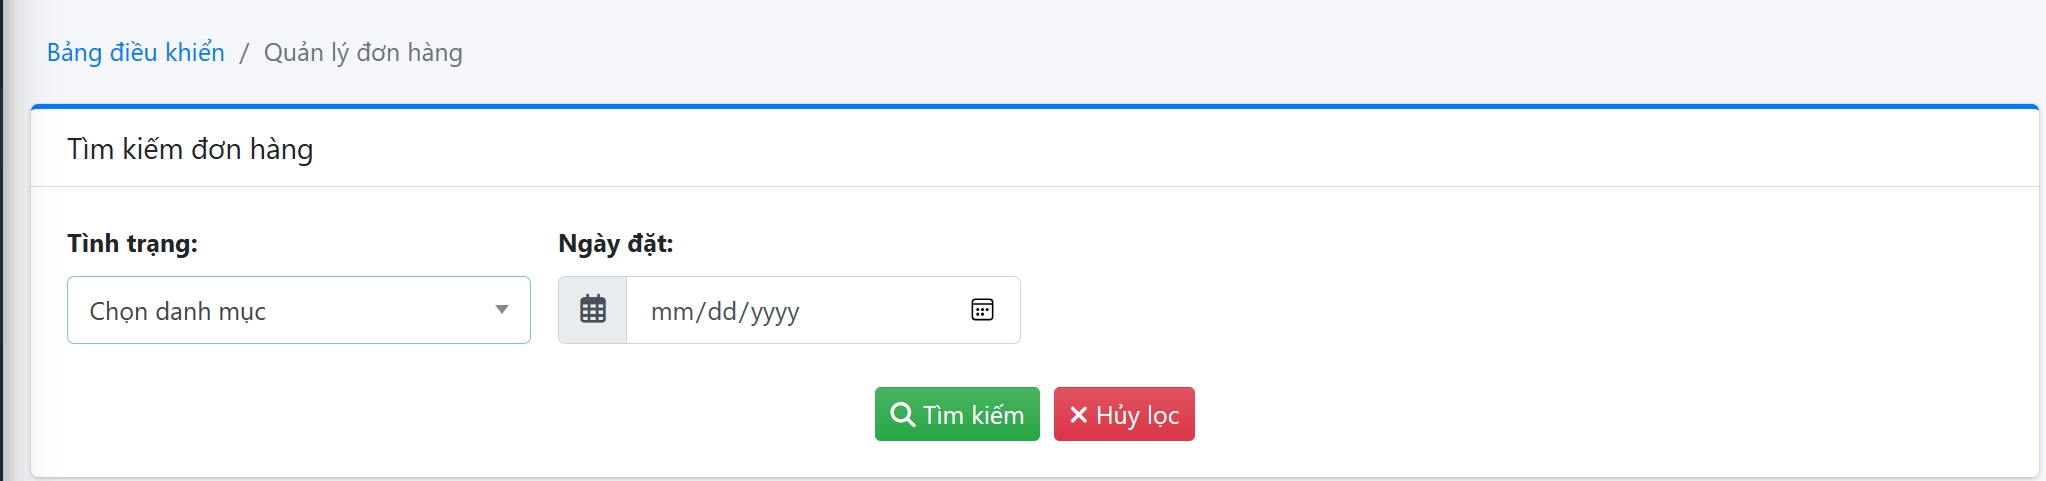 Bảng điều khiển / Quản lý đơn hàng
Tìm kiếm đơn hàng
Tình trạng: Ngày đặt:
Chọn danh mục mm/dd/yyyy
Tìm kiếm Hủy lọc